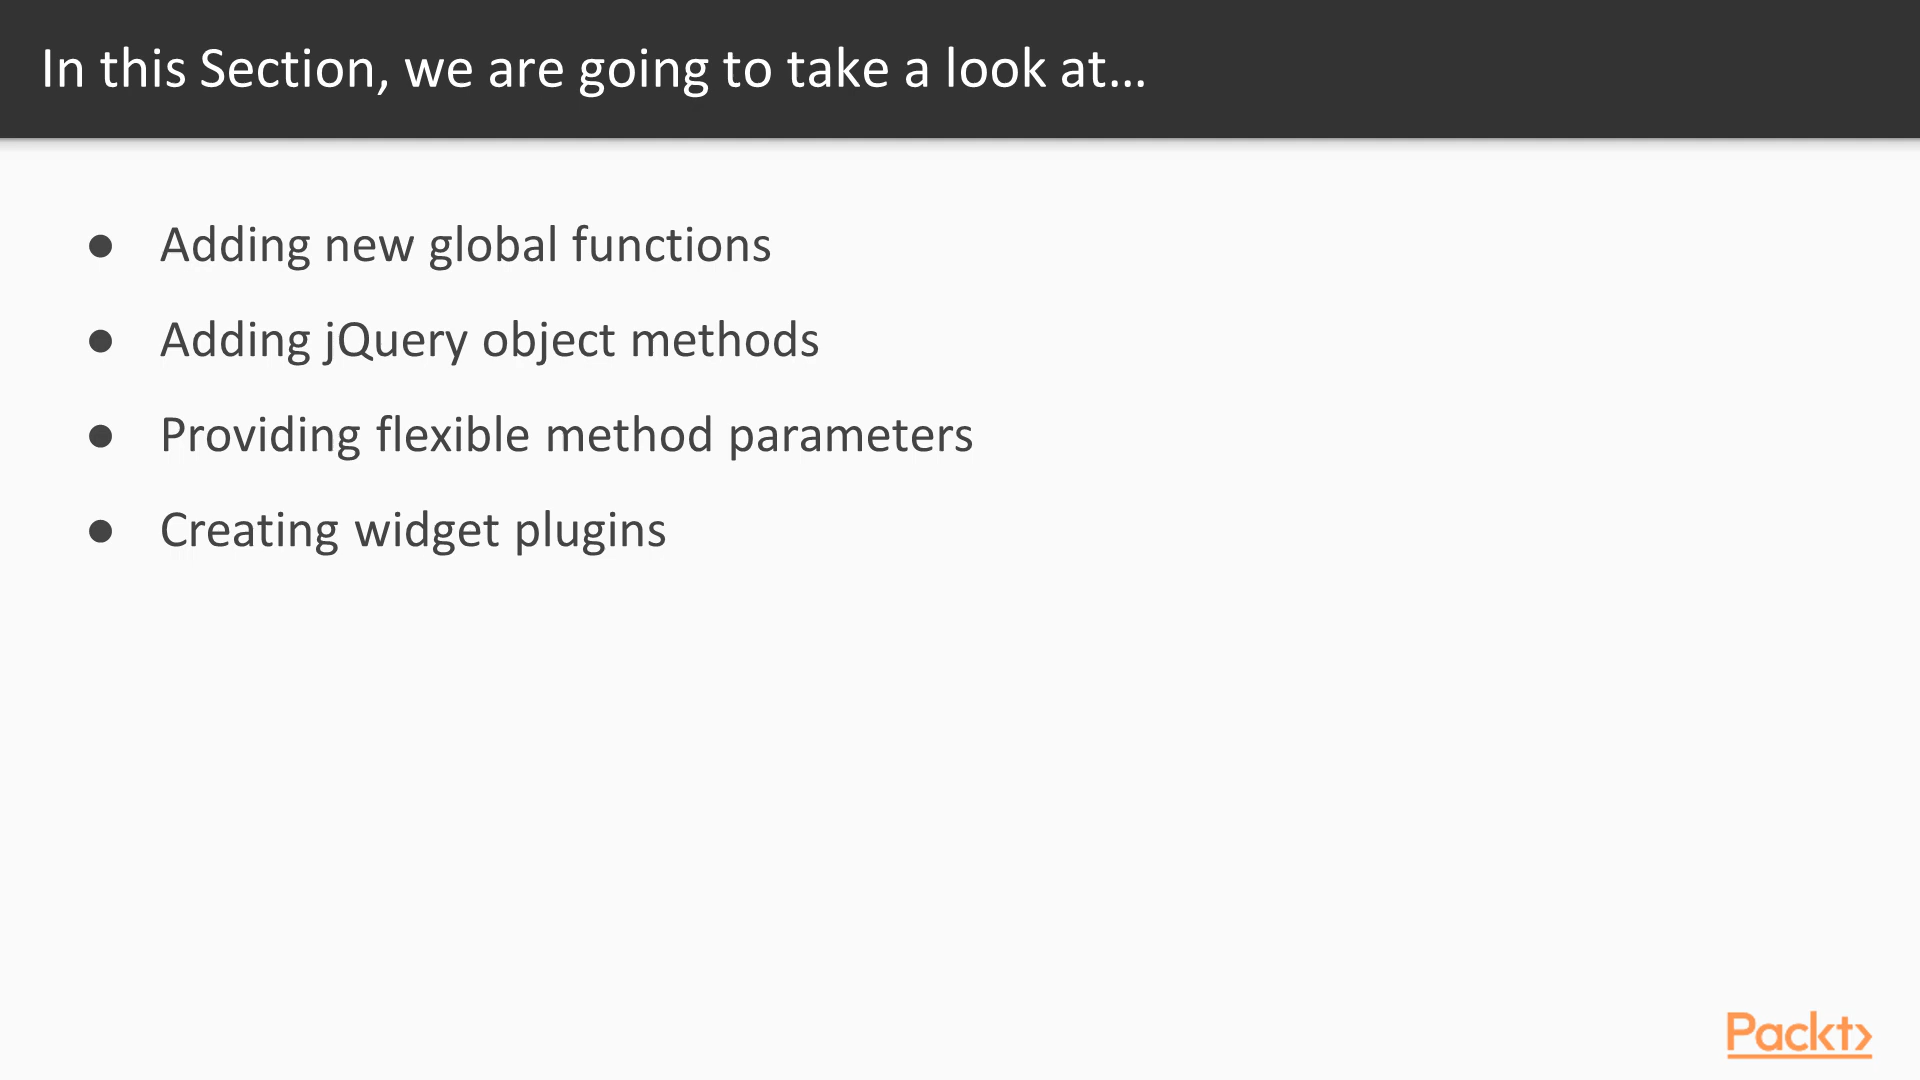 In this Section, we are going to take a look at…
● Adding new global functions
● Adding jQuery object methods
● Providing flexible method parameters
● Creating widget plugins
Packt>